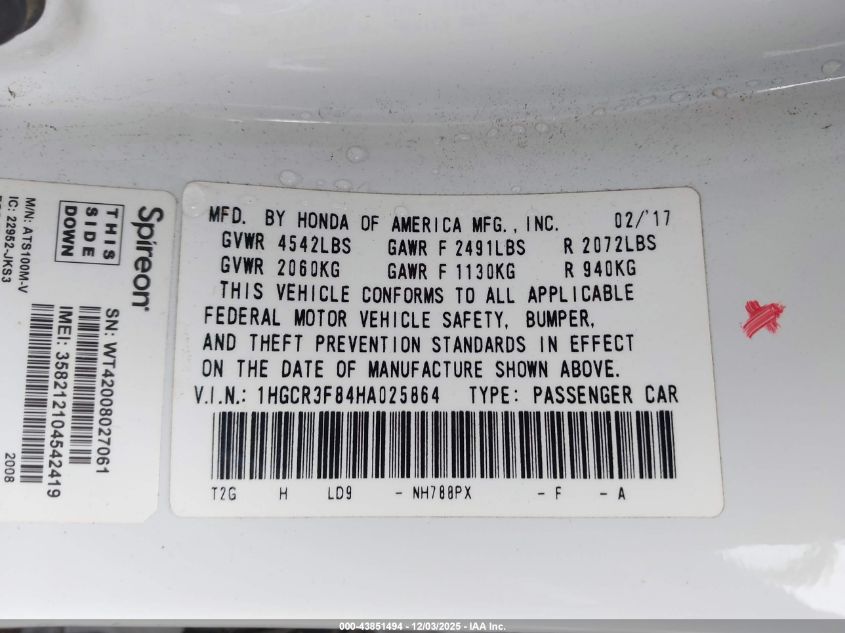 MFD. BY HONDA OF AMERICA MFG., INC. 02/'17
GVWR 4542LBS GAWR F 2491LBS R 2072LBS
GVWR 2060KG GAWR F 1130KG R 940KG
THIS VEHICLE CONFORMS TO ALL APPLICABLE
FEDERAL MOTOR VEHICLE SAFETY, BUMPER,
AND THEFT PREVENTION STANDARDS IN EFFECT
ON THE DATE OF MANUFACTURE SHOWN ABOVE.
V.I.N.: 1HGCR3F84HA025864 TYPE: PASSENGER CAR
T2G H LD9 - NH788PX - F - A
Spireon
THIS
SIDE
DOWN
M/N: ATS100M-V
IC: 22952-JKS3
SN: WT42008027061
IMEI: 358212104542419
2008
000-43851494 - 12/03/2025 - IAA Inc.